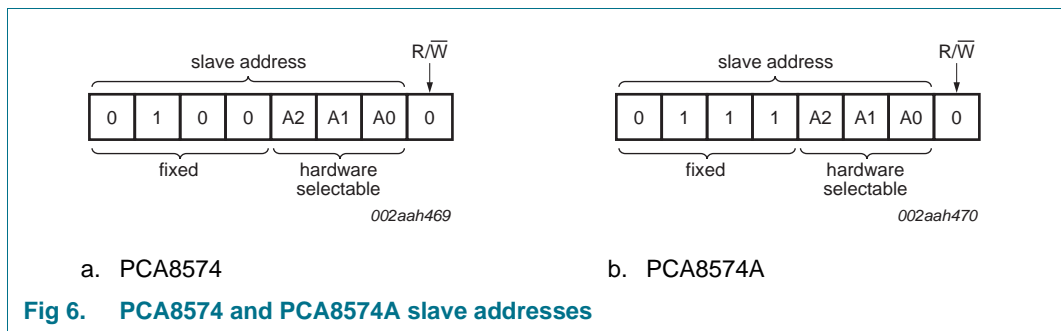 R/W̅
slave address
0 1 0 0 A2 A1 A0 0
fixed
hardware
selectable
002aah469
a. PCA8574
R/W̅
slave address
0 1 1 1 A2 A1 A0 0
fixed
hardware
selectable
002aah470
b. PCA8574A
Fig 6. PCA8574 and PCA8574A slave addresses